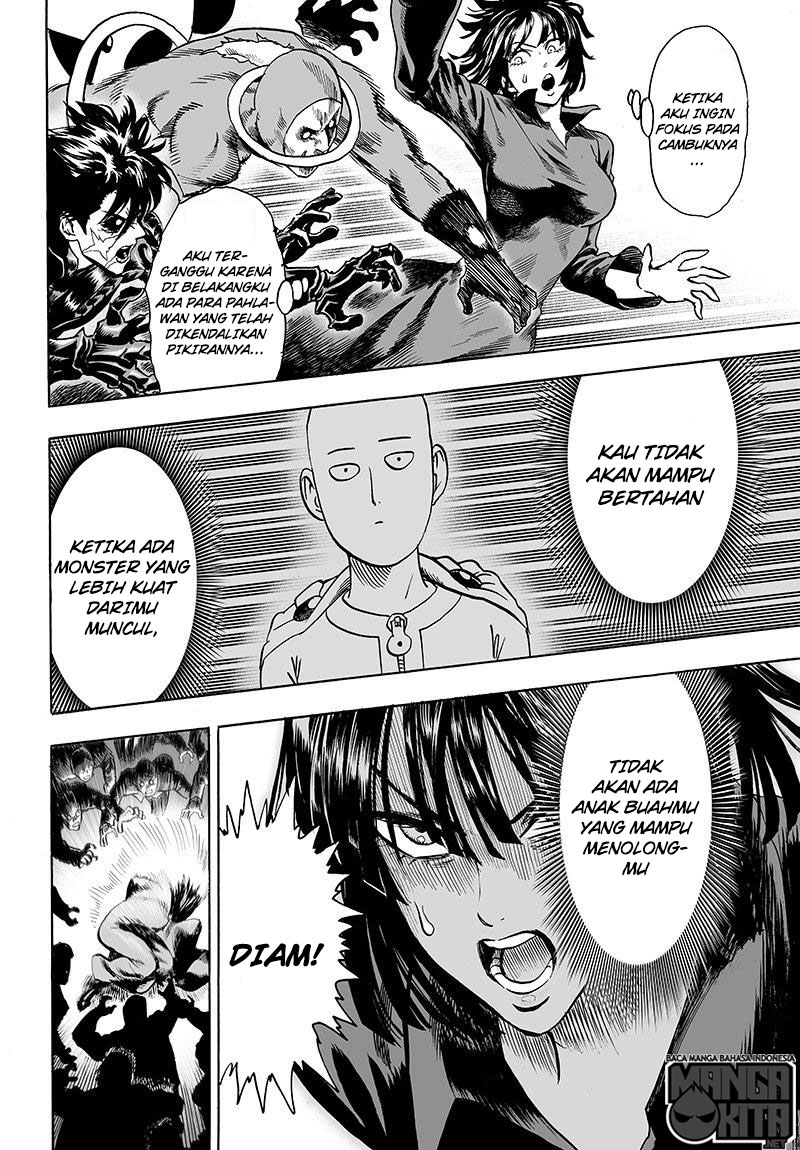 KETIKA
AKU INGIN
FOKUS PADA
CAMBUKNYA
...
AKU TER-
GANGGU KARENA
DI BELAKANGKU
ADA PARA PAHLA-
WAN YANG TELAH
DIKENDALIKAN
PIKIRANNYA...
KAU TIDAK
AKAN MAMPU
BERTAHAN
KETIKA ADA
MONSTER YANG
LEBIH KUAT
DARIMU
MUNCUL,
TIDAK
AKAN ADA
ANAK BUAHMU
YANG MAMPU
MENOLONG-
MU
DIAM!
BACA MANGA BAHASA INDONESIA
MANGA
KITA
.NET